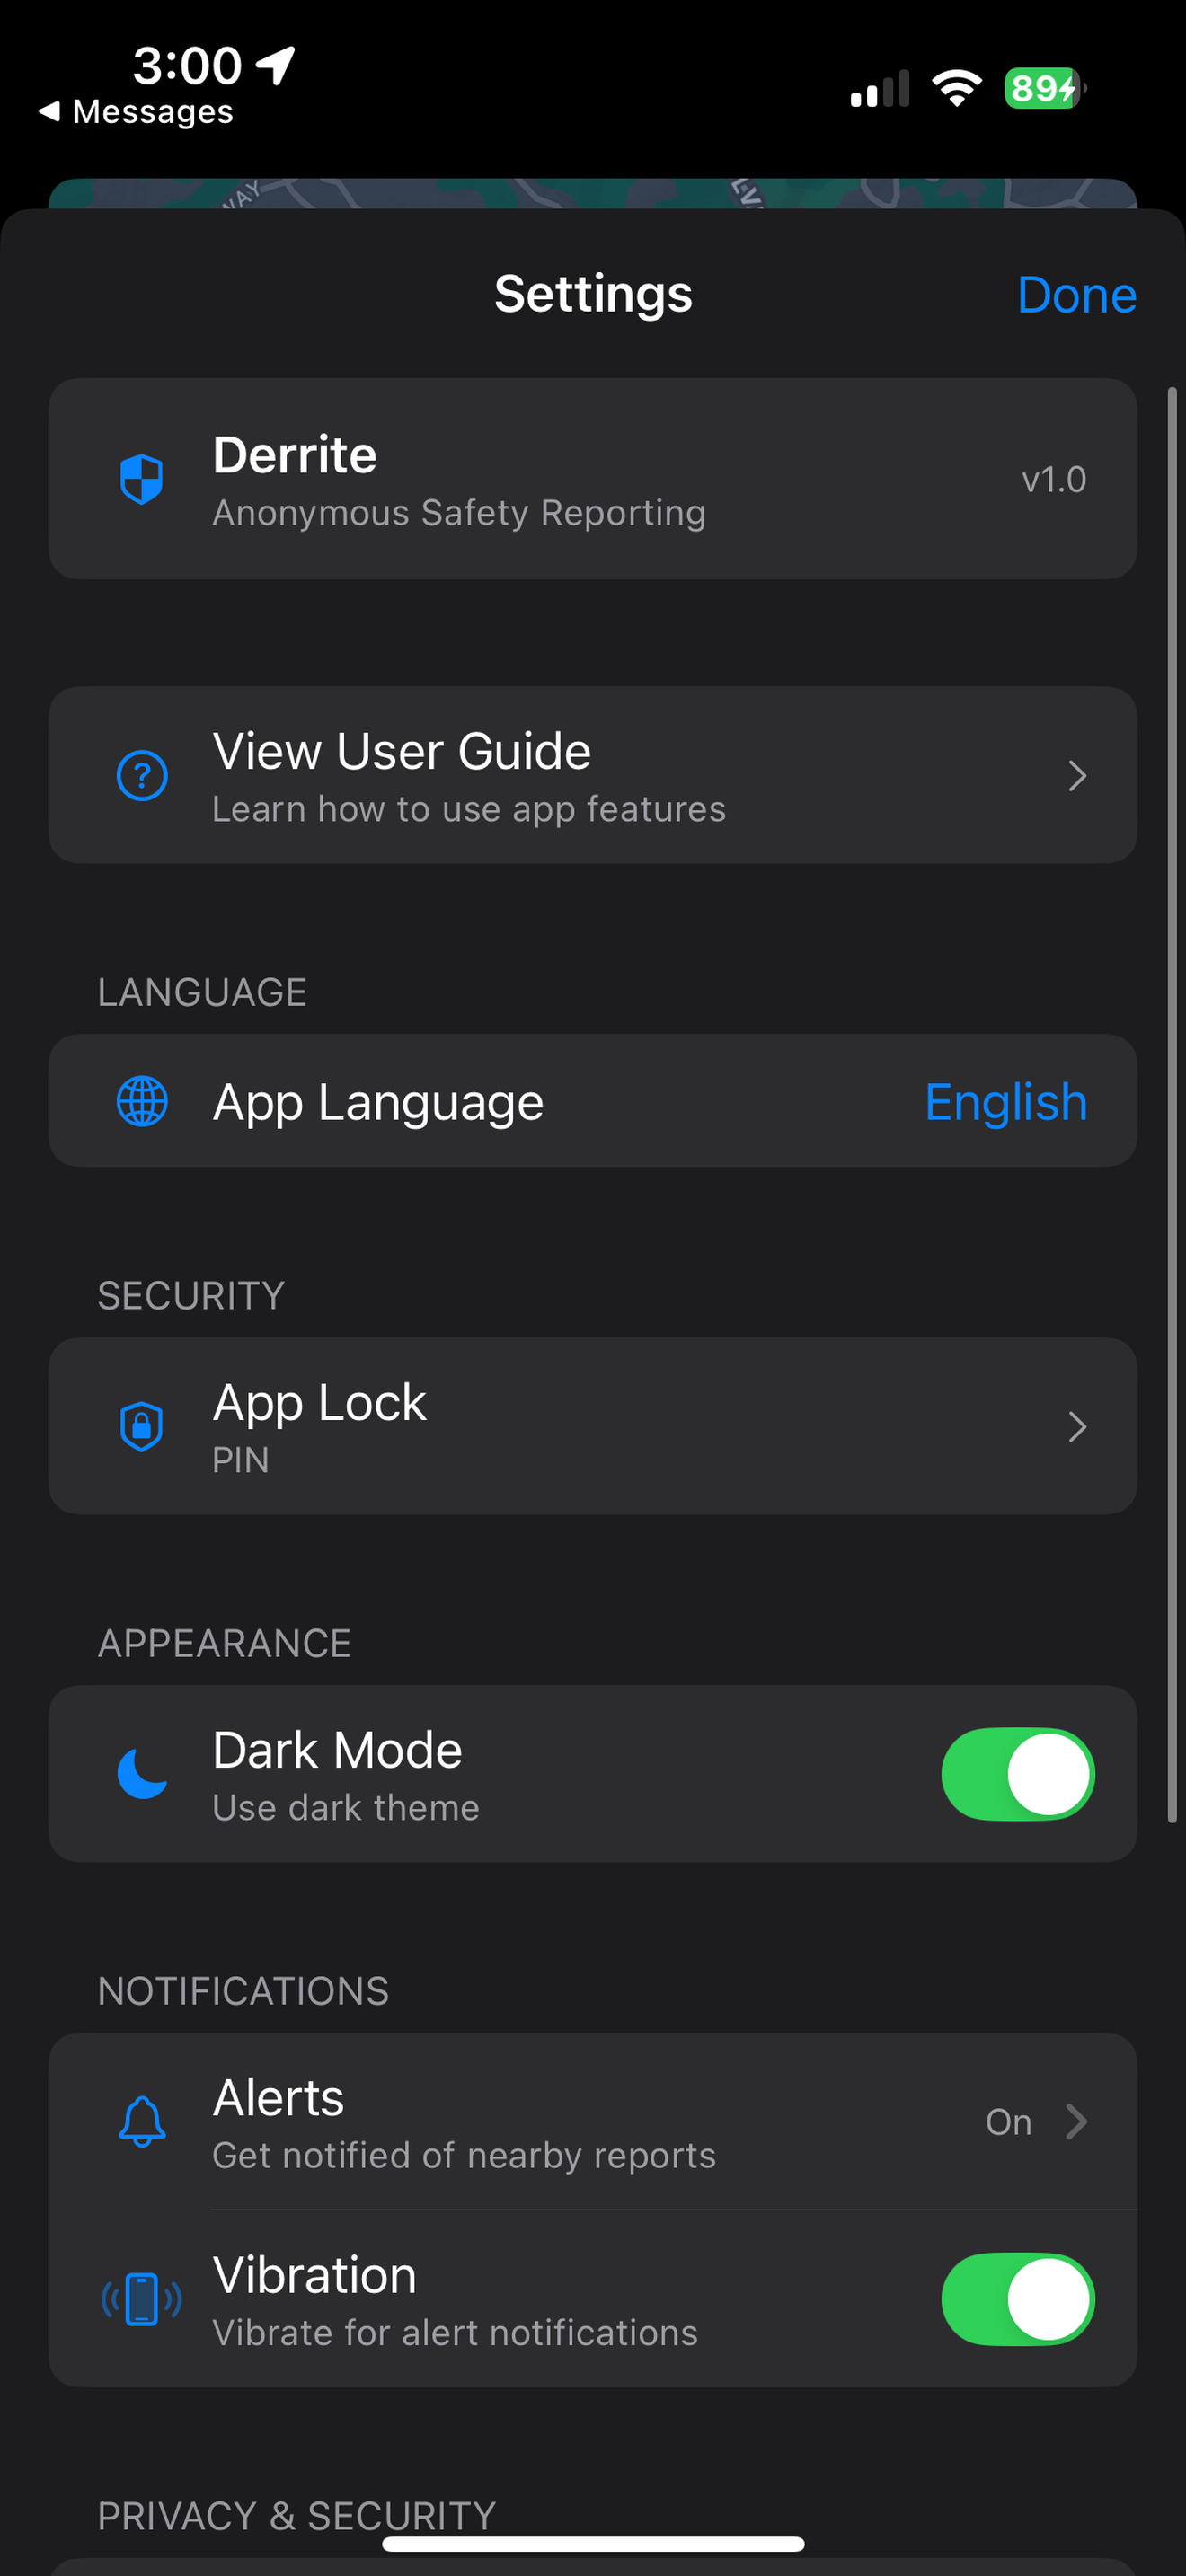 3:00
Messages
89
WAY
Settings
Done
Derrite
Anonymous Safety Reporting
v1.0
View User Guide
Learn how to use app features
LANGUAGE
App Language
English
SECURITY
App Lock
PIN
APPEARANCE
Dark Mode
Use dark theme
NOTIFICATIONS
Alerts
Get notified of nearby reports
On
Vibration
Vibrate for alert notifications
PRIVACY & SECURITY